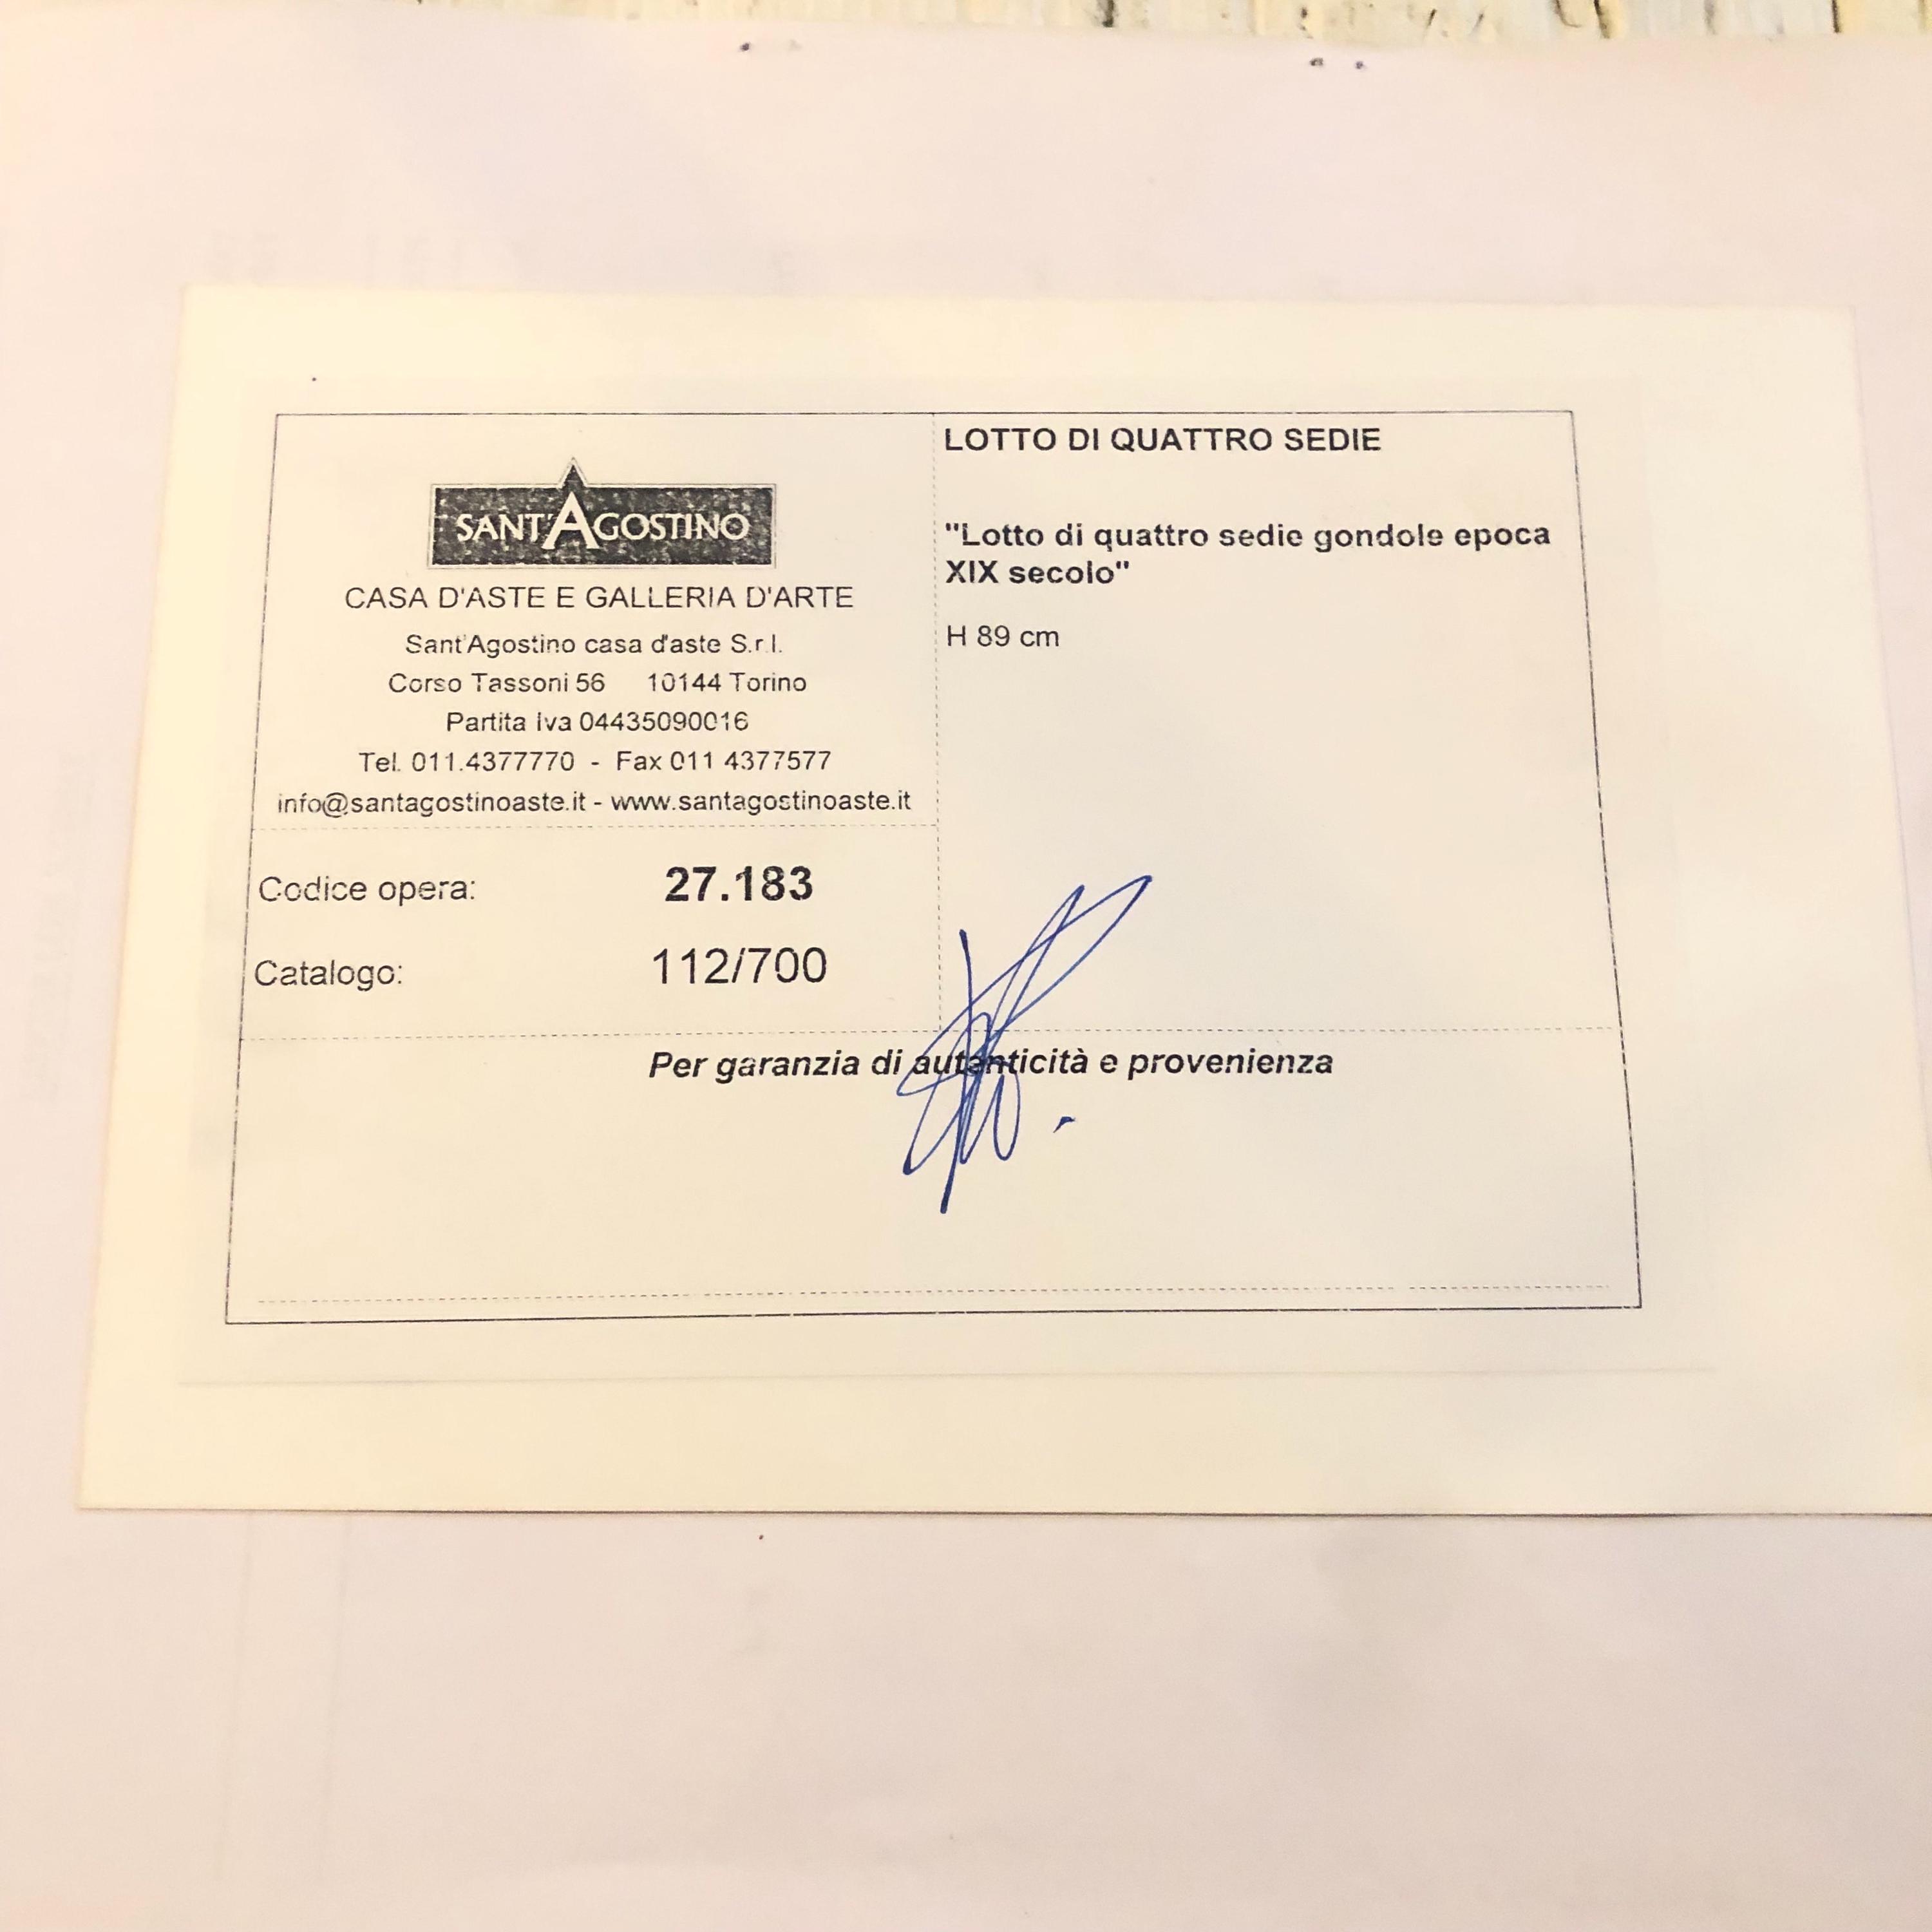 SANT'AGOSTINO
CASA D'ASTE E GALLERIA D'ARTE
Sant'Agostino casa d'aste S.r.l.
Corso Tassoni 56 10144 Torino
Partita Iva 04435090016
Tel. 011.4377770 - Fax 011 4377577
info@santagostinoaste.it - www.santagostinoaste.it
Codice opera: 27.183
Catalogo: 112/700
LOTTO DI QUATTRO SEDIE
"Lotto di quattro sedie gondole epoca
XIX secolo"
H 89 cm
Per garanzia di autenticità e provenienza